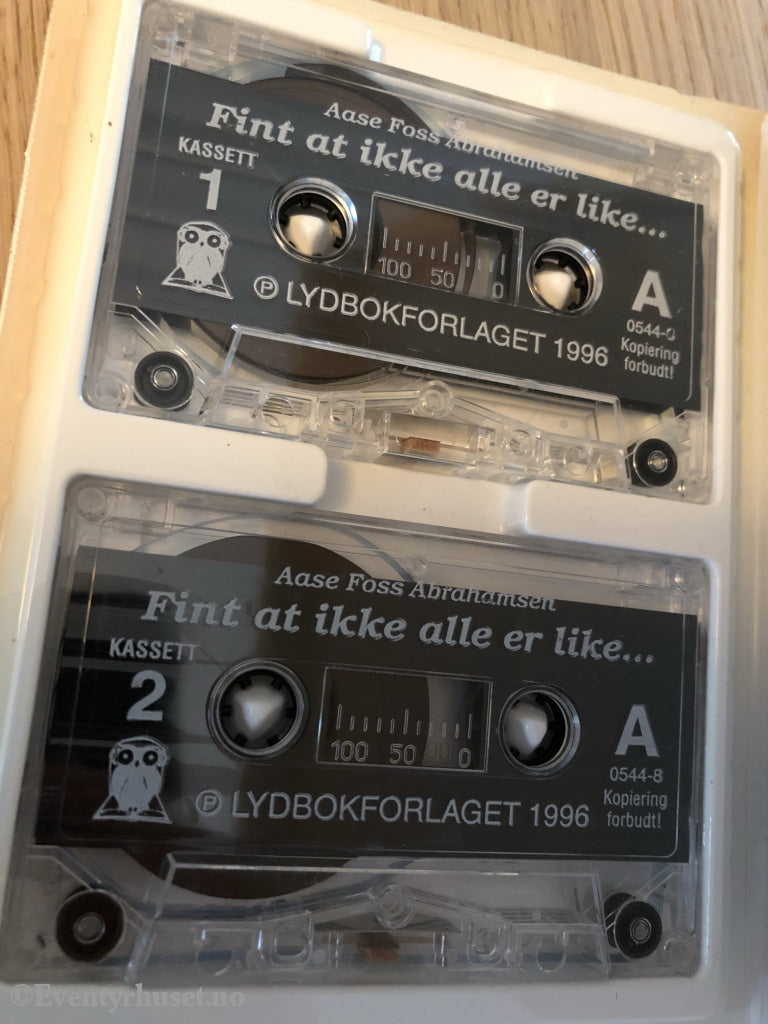 Aase Foss Abrahamsen
Fint at ikke alle er like...
KASSETT
1
100 50 0
A
0544-8
Kopiering
forbudt!
℗ LYDBOKFORLAGET 1996
Aase Foss Abrahamsen
Fint at ikke alle er like...
KASSETT
2
100 50 0
A
0544-8
Kopiering
forbudt!
℗ LYDBOKFORLAGET 1996
©Eventyrhuset.no